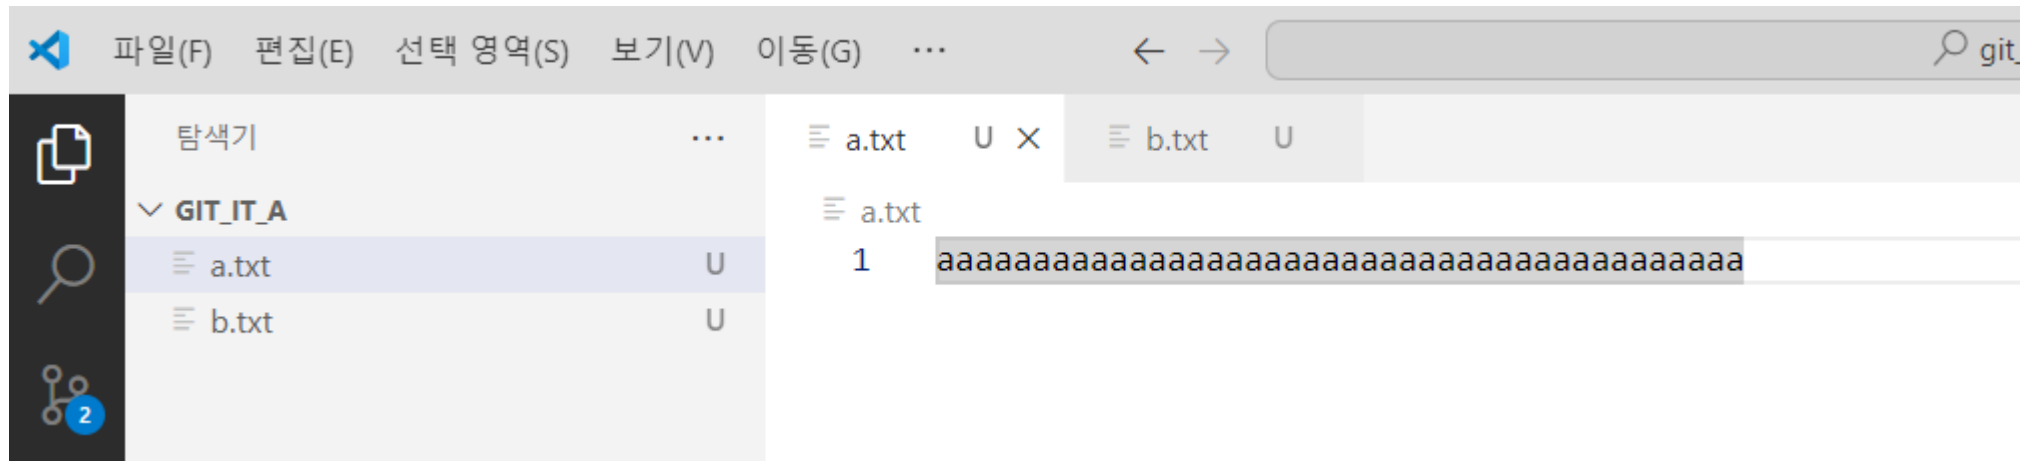 파일(F) 편집(E) 선택 영역(S) 보기(V) 이동(G) ··· ← → git_
탐색기 ···
GIT_IT_A
a.txt U
b.txt U
2
a.txt U × b.txt U
a.txt
1 aaaaaaaaaaaaaaaaaaaaaaaaaaaaaaaaaaaaaaaaaa